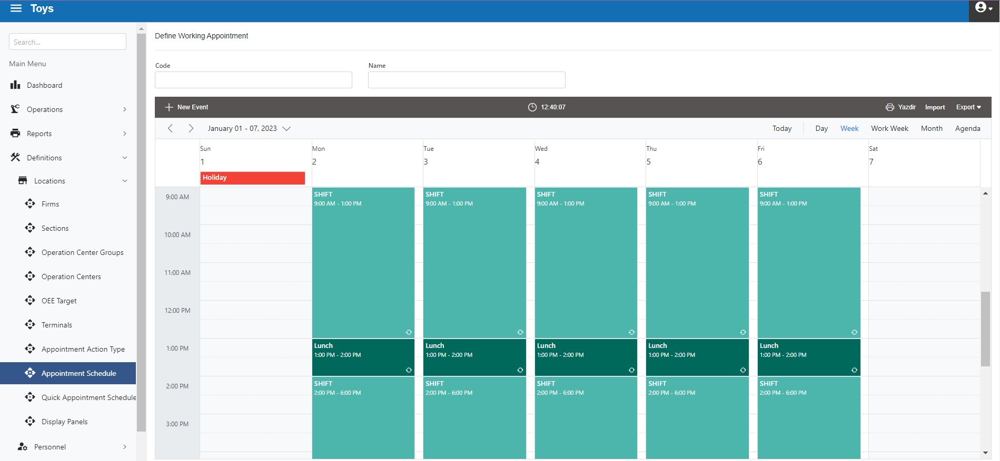 Toys
Search...
Main Menu
Dashboard
Operations
Reports
Definitions
Locations
Firms
Sections
Operation Center Groups
Operation Centers
OEE Target
Terminals
Appointment Action Type
Appointment Schedule
Quick Appointment Schedule
Display Panels
Personnel
Define Working Appointment
Code Name
New Event 12:40:07 Yazdir Import Export
January 01 - 07, 2023 Today Day Week Work Week Month Agenda
Sun Mon Tue Wed Thu Fri Sat
1 2 3 4 5 6 7
Holiday
9:00 AM
10:00 AM
11:00 AM
12:00 PM
1:00 PM
2:00 PM
3:00 PM
SHIFT SHIFT SHIFT SHIFT SHIFT
9:00 AM - 1:00 PM 9:00 AM - 1:00 PM 9:00 AM - 1:00 PM 9:00 AM - 1:00 PM 9:00 AM - 1:00 PM
Lunch Lunch Lunch Lunch Lunch
1:00 PM - 2:00 PM 1:00 PM - 2:00 PM 1:00 PM - 2:00 PM 1:00 PM - 2:00 PM 1:00 PM - 2:00 PM
SHIFT SHIFT SHIFT SHIFT SHIFT
2:00 PM - 6:00 PM 2:00 PM - 6:00 PM 2:00 PM - 6:00 PM 2:00 PM - 6:00 PM 2:00 PM - 6:00 PM